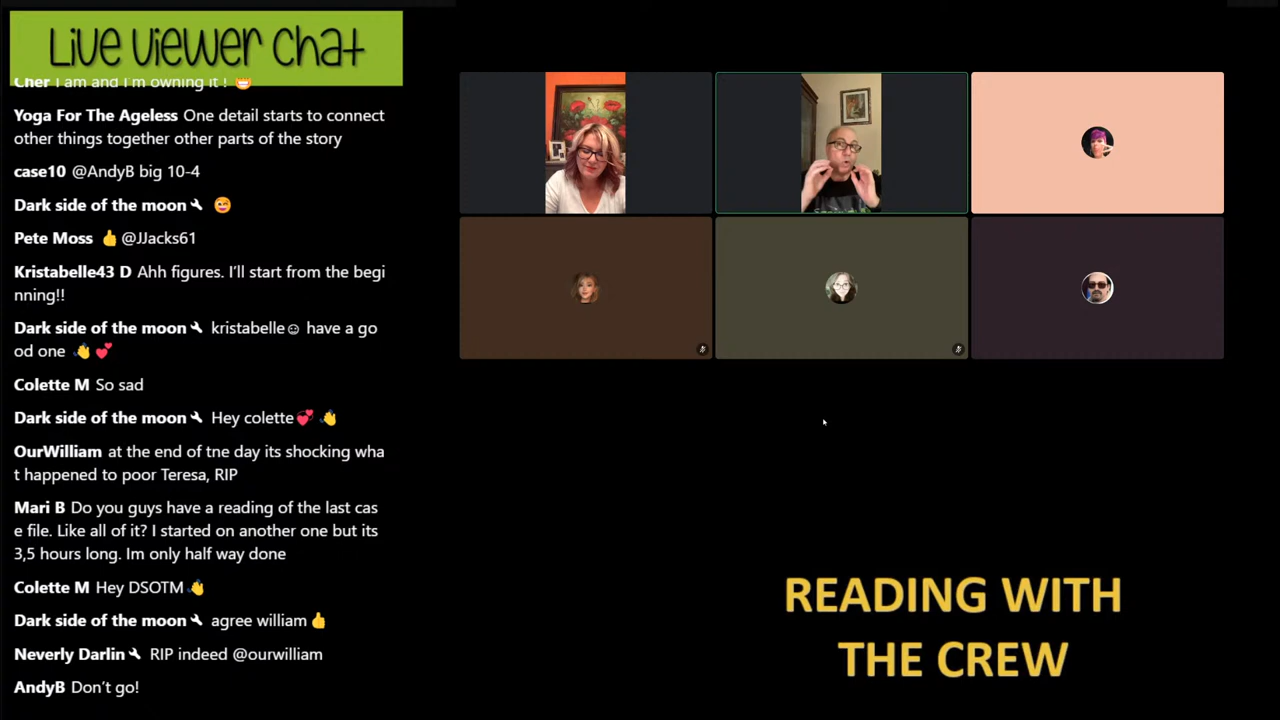 Live viewer chat
Cher I am and I'm owning it ! 😁
Yoga For The Ageless One detail starts to connect
other things together other parts of the story
case10 @AndyB big 10-4
Dark side of the moon🔧 😊
Pete Moss 👍@JJacks61
Kristabelle43 D Ahh figures. I’ll start from the begi
nning!!
Dark side of the moon🔧 kristabelle☺ have a go
od one 👋💕
Colette M So sad
Dark side of the moon🔧 Hey colette💞👋
OurWilliam at the end of tne day its shocking wha
t happened to poor Teresa, RIP
Mari B Do you guys have a reading of the last cas
e file. Like all of it? I started on another one but its
3,5 hours long. Im only half way done
Colette M Hey DSOTM👋
Dark side of the moon🔧 agree william👍
Neverly Darlin🔧 RIP indeed @ourwilliam
AndyB Don’t go!
READING WITH
THE CREW